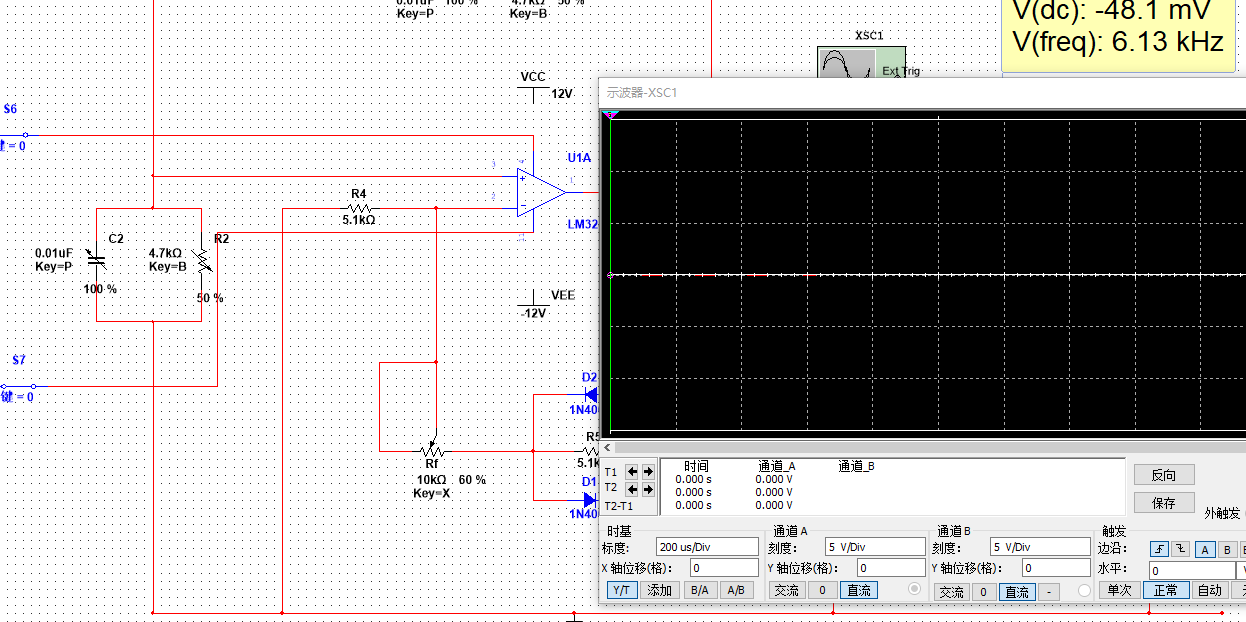 0.01uF 100 % 4.7kΩ 50 %
Key=P Key=B
V(dc): -48.1 mV
V(freq): 6.13 kHz
XSC1
Ext Trig
VCC
12V
示波器-XSC1
S6
键 = 0
U1A
3
4
2
1
11
LM32
R4
5.1kΩ
C2
R2
0.01uF
Key=P
100 %
4.7kΩ
Key=B
50 %
VEE
-12V
S7
键 = 0
D2
1N400
R5
5.1k
D1
1N400
Rf
10kΩ 60 %
Key=X
时间 通道_A 通道_B
T1 0.000 s 0.000 V
T2 0.000 s 0.000 V
T2-T1 0.000 s 0.000 V
反向
保存
外触发
时基
标度: 200 us/Div
X 轴位移(格): 0
Y/T 添加 B/A A/B
通道 A
刻度: 5 V/Div
Y 轴位移(格): 0
交流 0 直流
通道 B
刻度: 5 V/Div
Y 轴位移(格): 0
交流 0 直流 -
触发
边沿: A B
水平: 0
单次 正常 自动